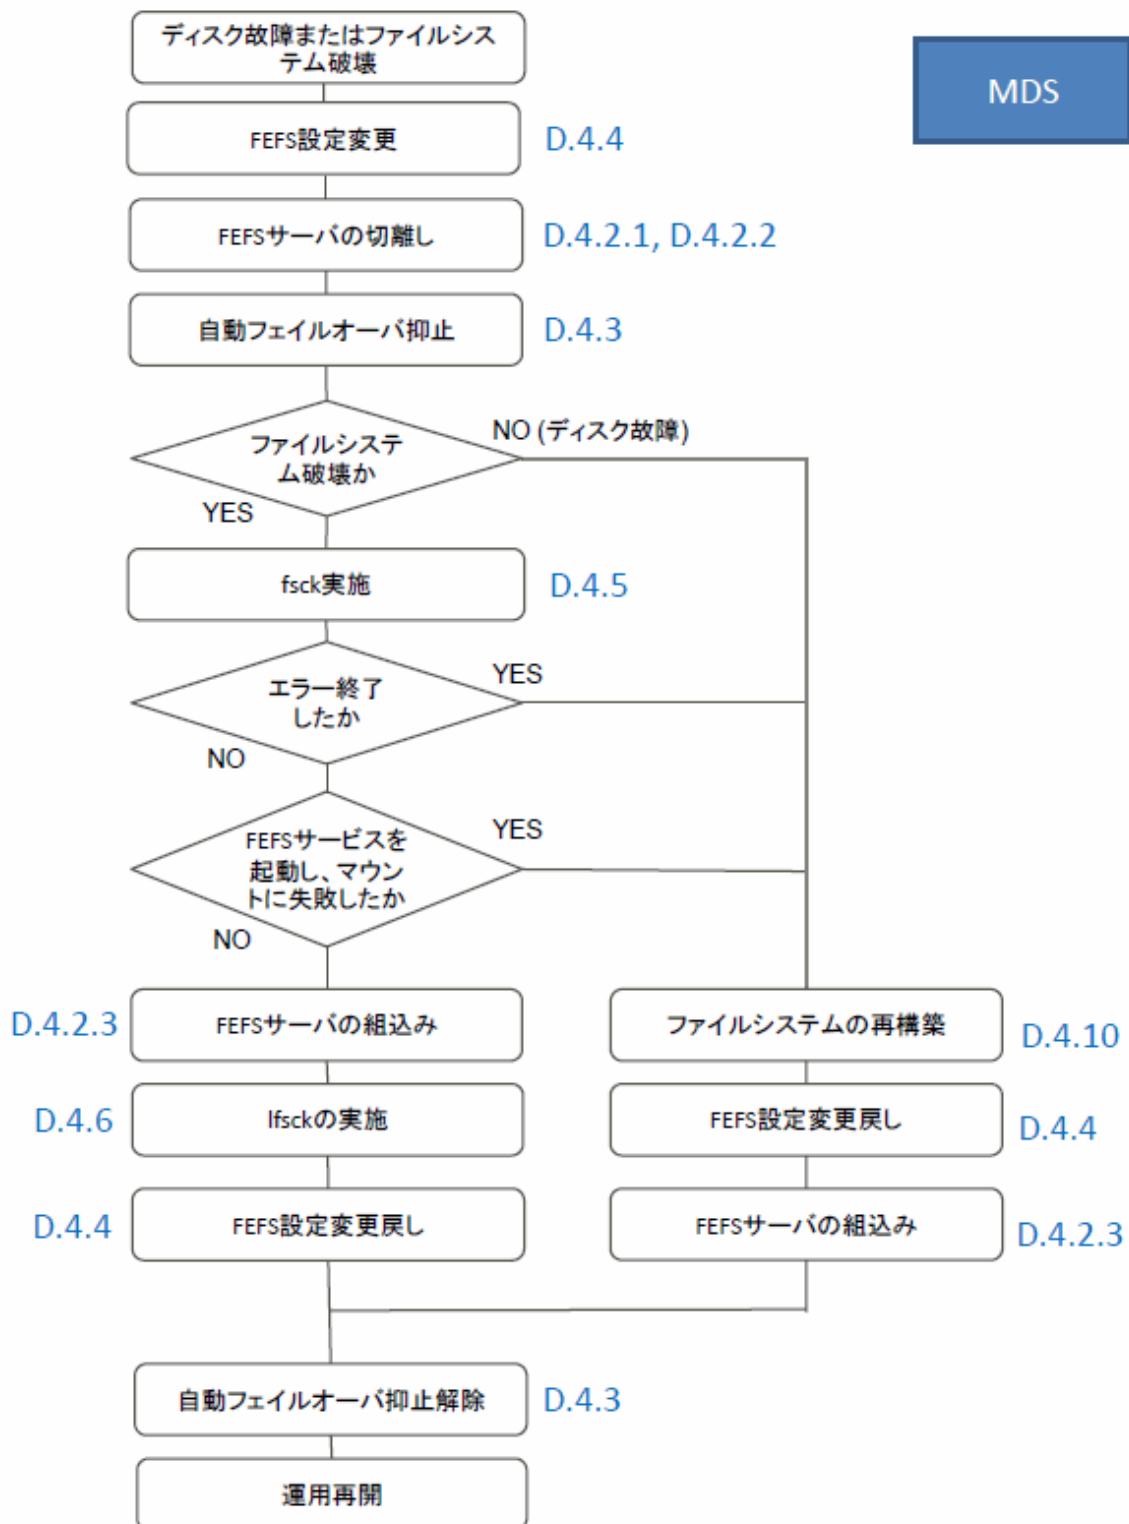 ディスク故障またはファイルシス
テム破壊
MDS
FEFS設定変更
D.4.4
FEFSサーバの切離し
D.4.2.1, D.4.2.2
自動フェイルオーバ抑止
D.4.3
NO (ディスク故障)
ファイルシステ
ム破壊か
YES
fsck実施
D.4.5
YES
エラー終了
したか
NO
YES
FEFSサービスを
起動し、マウン
トに失敗したか
NO
D.4.2.3
FEFSサーバの組込み
ファイルシステムの再構築
D.4.10
D.4.6
lfsckの実施
FEFS設定変更戻し
D.4.4
D.4.4
FEFS設定変更戻し
FEFSサーバの組込み
D.4.2.3
自動フェイルオーバ抑止解除
D.4.3
運用再開